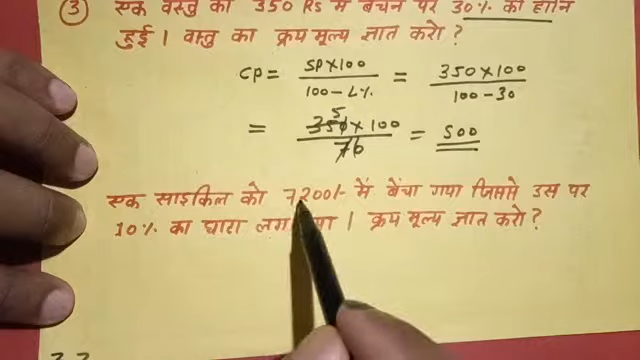 ③ एक वस्तु को 350 Rs में बेचने पर 30% की हानि
हुई । वस्तु का क्रय मूल्य ज्ञात करो ?
CP = SP×100 / 100-L% = 350×100 / 100-30
= 5 350×100 / 70 = 500
एक साइकिल को 7200/- में बेंचा गया जिससे उस पर
10% का घाटा लग । क्रय मूल्य ज्ञात करो ?